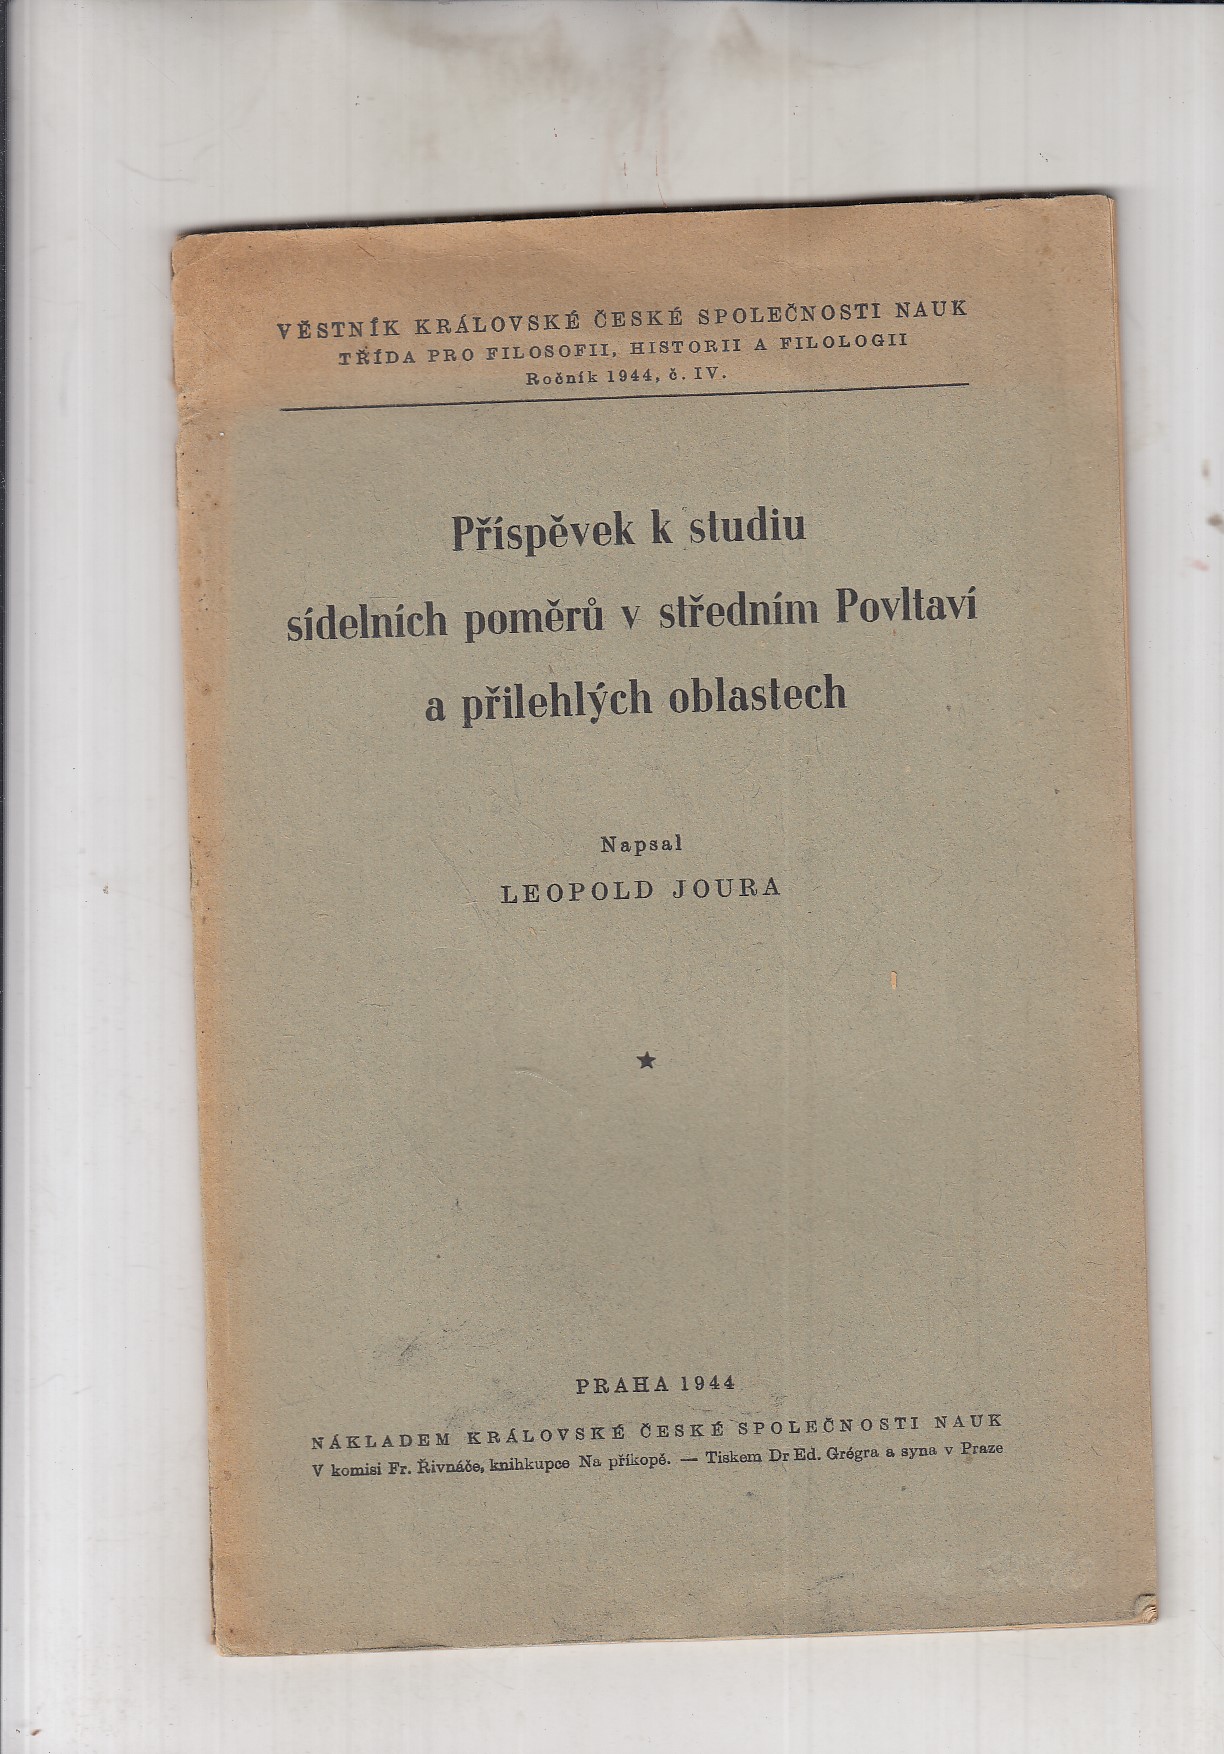 VĚSTNÍK KRÁLOVSKÉ ČESKÉ SPOLEČNOSTI NAUK
TŘÍDA PRO FILOSOFII, HISTORII A FILOLOGII
Ročník 1944, č. IV.
Příspěvek k studiu
sídelních poměrů v středním Povltaví
a přilehlých oblastech
Napsal
LEOPOLD JOURA
★
PRAHA 1944
NÁKLADEM KRÁLOVSKÉ ČESKÉ SPOLEČNOSTI NAUK
V komisi Fr. Řivnáče, knihkupce Na příkopě. — Tiskem Dr Ed. Grégra a syna v Praze